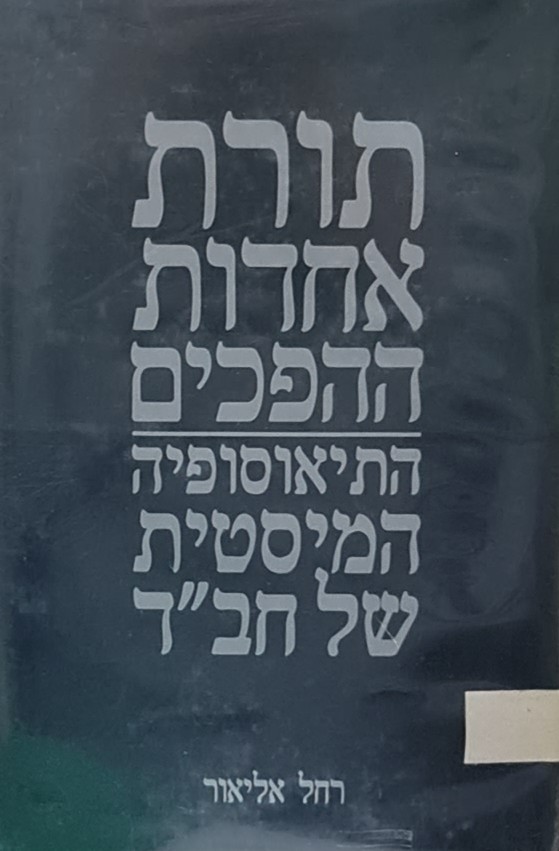 תורת
אחדות
ההפכים
התיאוסופיה
המיסטית
של חב״ד
רחל אליאור